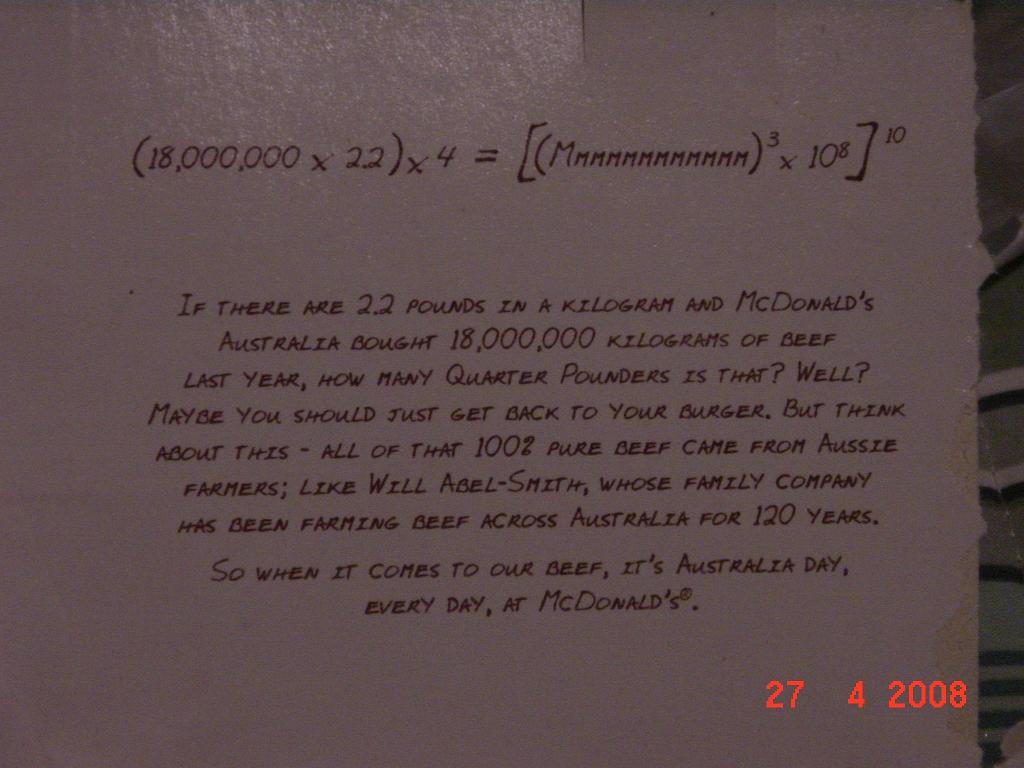 (18,000,000 x 2.2) x 4 = [(Mmmmmmmmmmmmm)³ x 10⁸]¹⁰
If there are 2.2 pounds in a kilogram and McDonald's
Australia bought 18,000,000 kilograms of beef
last year, how many Quarter Pounders is that? Well?
Maybe you should just get back to your burger. But think
about this - all of that 100% pure beef came from Aussie
farmers; like Will Abel-Smith, whose family company
has been farming beef across Australia for 120 years.
So when it comes to our beef, it's Australia Day,
every day, at McDonald's®.
27 4 2008